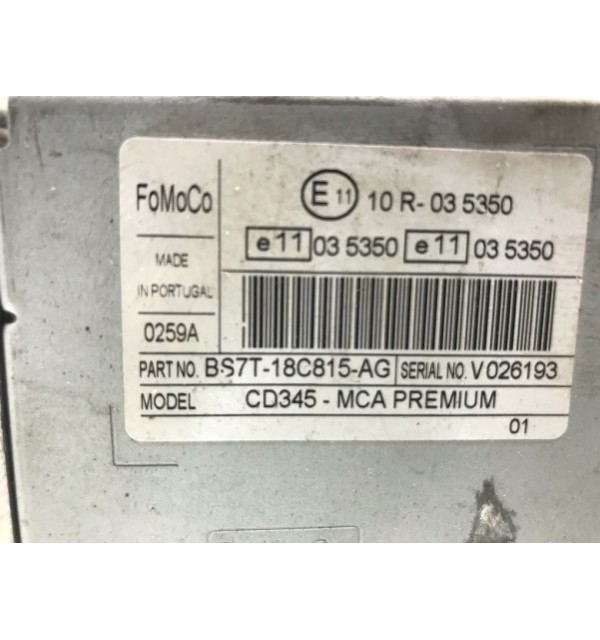 FoMoCo
E 11 10 R- 03 5350
e11 03 5350 e11 03 5350
MADE
IN PORTUGAL
0259A
PART NO. BS7T-18C815-AG SERIAL NO. V026193
MODEL CD345 - MCA PREMIUM
01